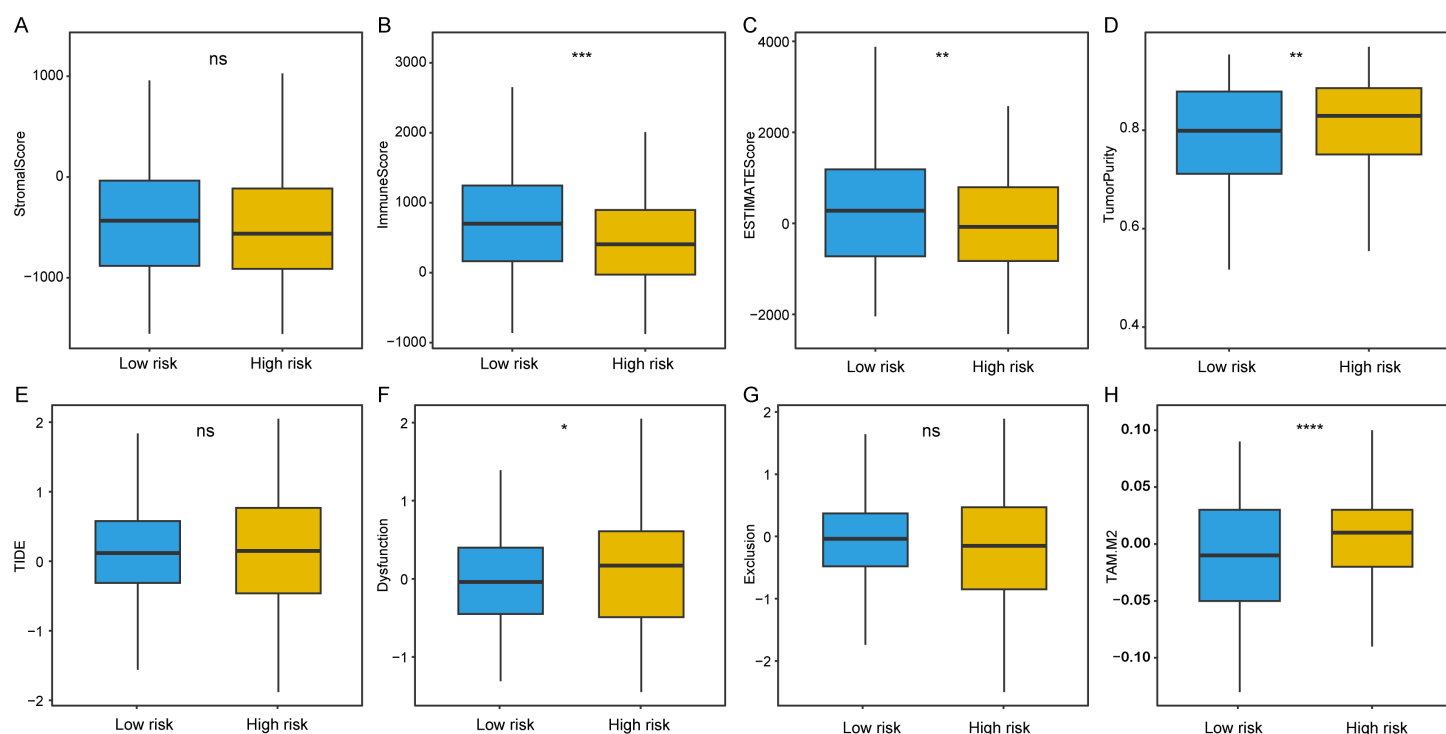 A
StromalScore
ns
1000
0
−1000
Low risk
High risk
B
ImmuneScore
***
3000
2000
1000
0
−1000
Low risk
High risk
C
ESTIMATEScore
**
4000
2000
0
−2000
Low risk
High risk
D
TumorPurity
**
0.8
0.6
0.4
Low risk
High risk
E
TIDE
ns
2
1
0
−1
−2
Low risk
High risk
F
Dysfunction
*
2
1
0
−1
Low risk
High risk
G
Exclusion
ns
2
1
0
−1
−2
Low risk
High risk
H
TAM.M2
****
0.10
0.05
0.00
−0.05
−0.10
Low risk
High risk